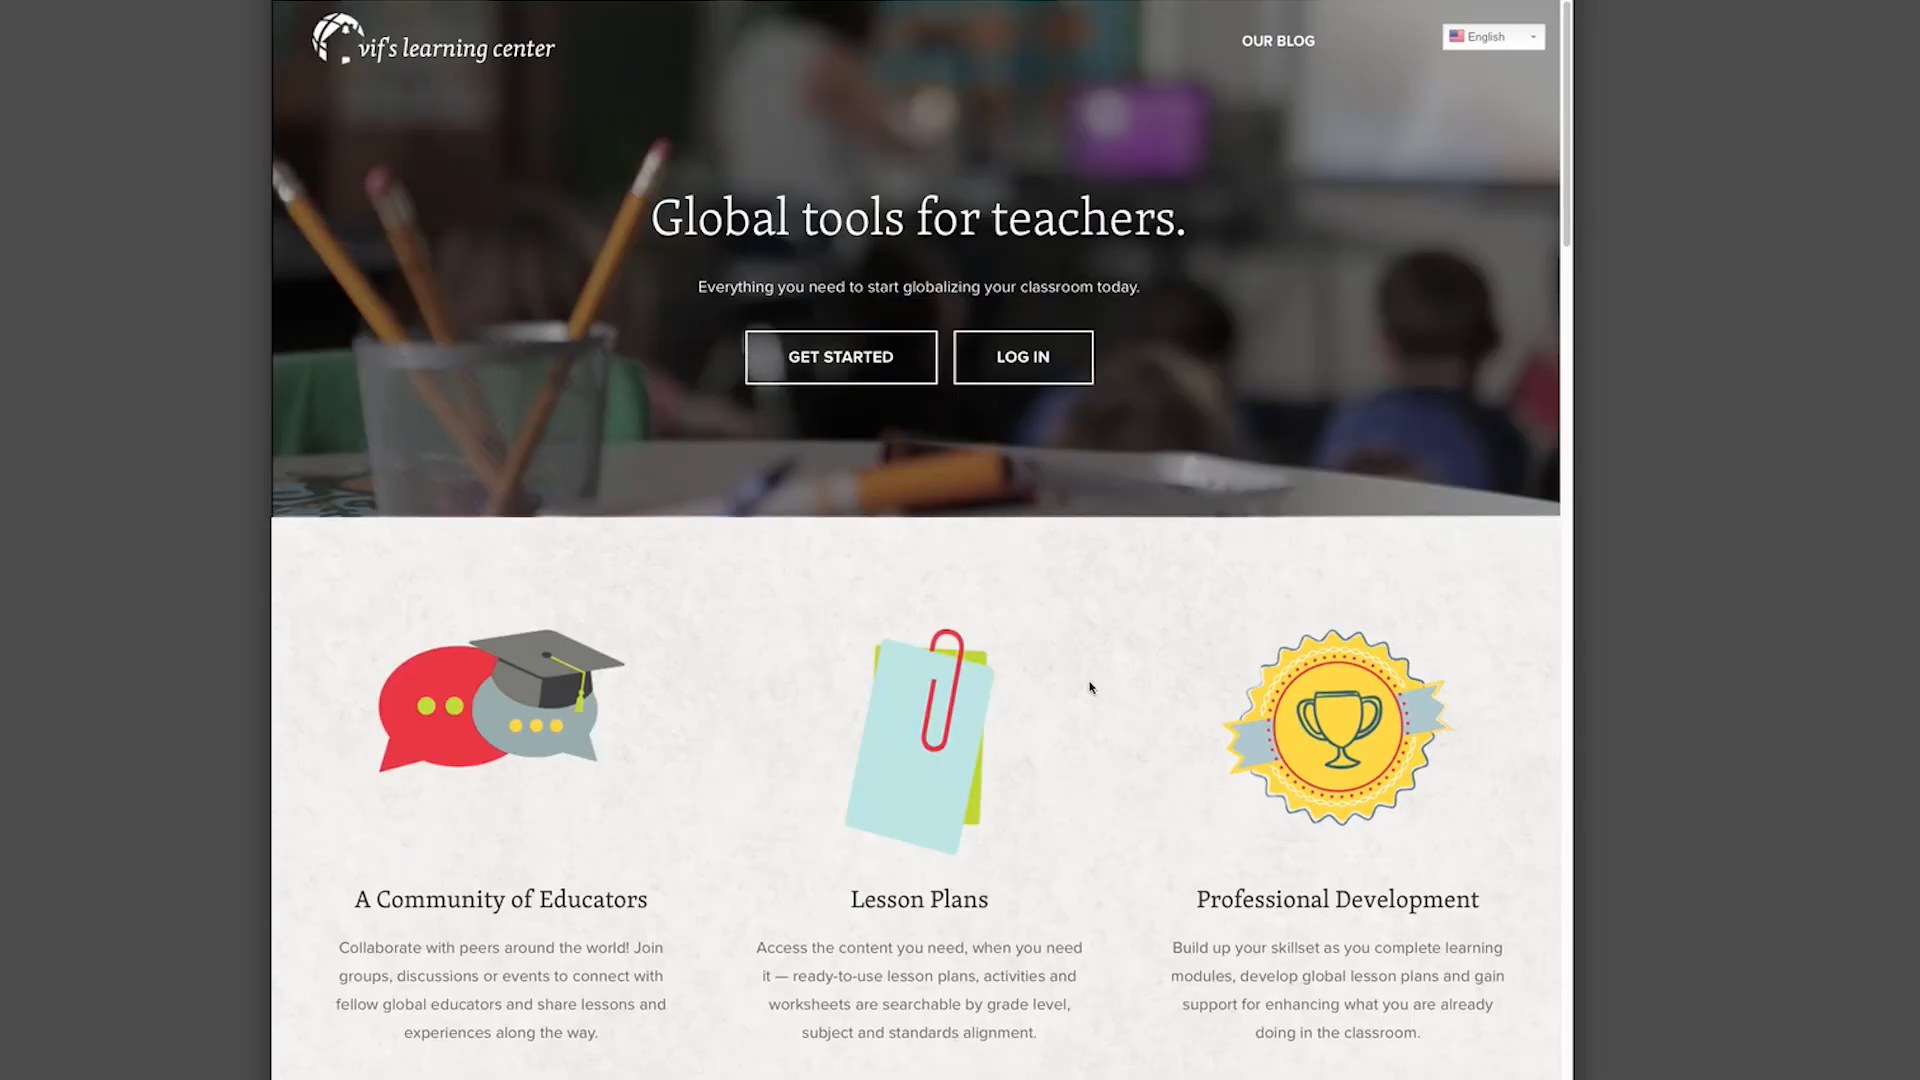 vif's learning center
OUR BLOG
English
Global tools for teachers.
Everything you need to start globalizing your classroom today.
GET STARTED
LOG IN
A Community of Educators
Collaborate with peers around the world! Join
groups, discussions or events to connect with
fellow global educators and share lessons and
experiences along the way.
Lesson Plans
Access the content you need, when you need
it — ready-to-use lesson plans, activities and
worksheets are searchable by grade level,
subject and standards alignment.
Professional Development
Build up your skillset as you complete learning
modules, develop global lesson plans and gain
support for enhancing what you are already
doing in the classroom.